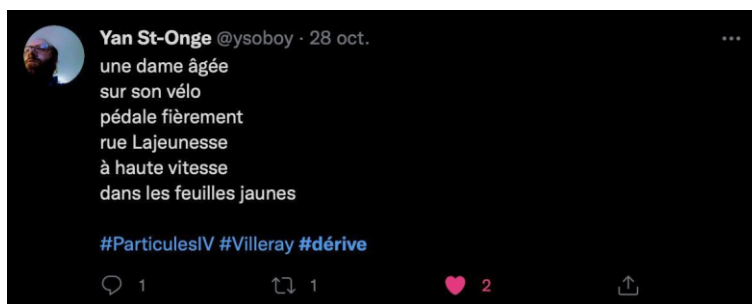 Yan St-Onge @ysoboy · 28 oct.
une dame âgée
sur son vélo
pédale fièrement
rue Lajeunesse
à haute vitesse
dans les feuilles jaunes
#ParticulesIV #Villeray #dérive
1 1 2